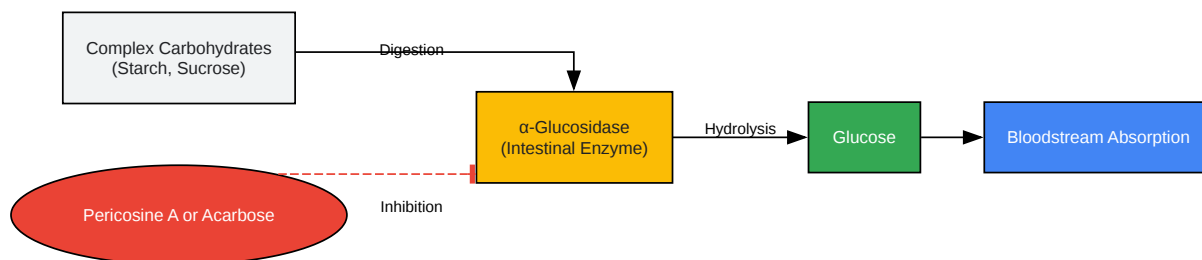 Complex Carbohydrates
(Starch, Sucrose)
Digestion
α-Glucosidase
(Intestinal Enzyme)
Hydrolysis
Glucose
Bloodstream Absorption
Pericosine A or Acarbose
Inhibition